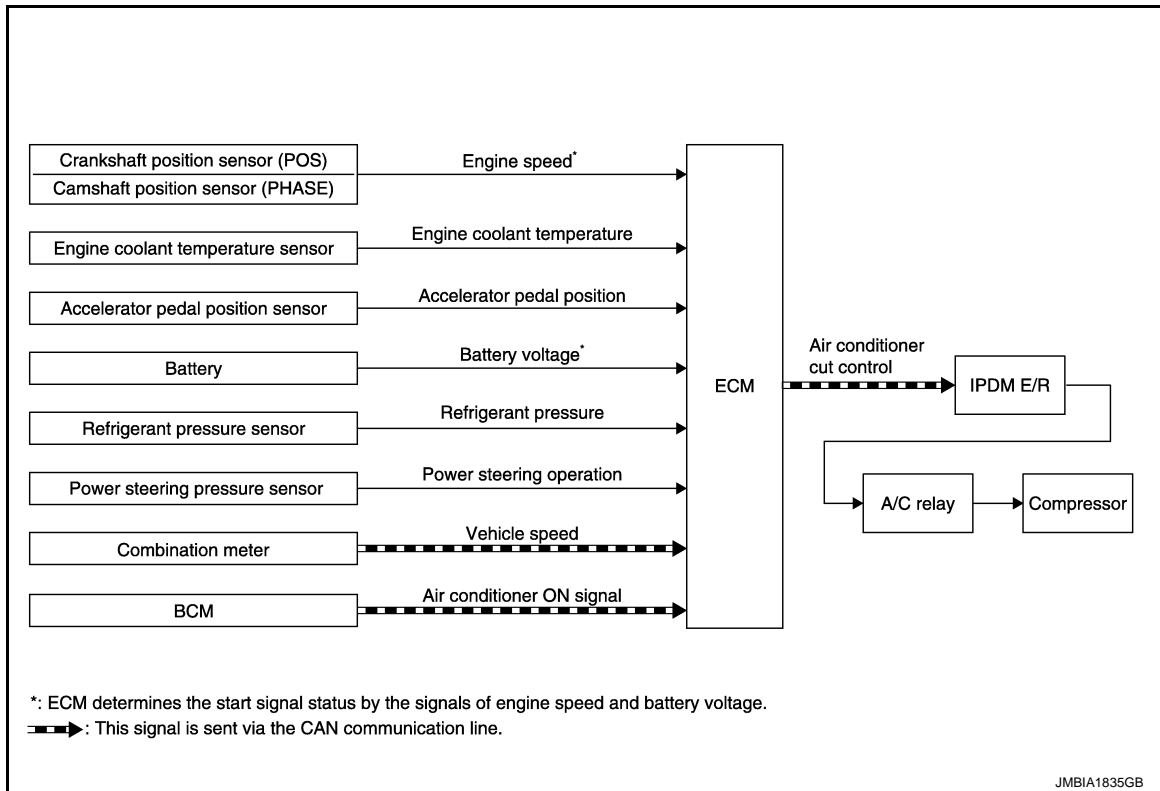 Crankshaft position sensor (POS)
Camshaft position sensor (PHASE)
Engine speed*
Engine coolant temperature sensor
Engine coolant temperature
Accelerator pedal position sensor
Accelerator pedal position
Battery
Battery voltage*
Refrigerant pressure sensor
Refrigerant pressure
Power steering pressure sensor
Power steering operation
Combination meter
Vehicle speed
BCM
Air conditioner ON signal
ECM
Air conditioner
cut control
IPDM E/R
A/C relay
Compressor
*: ECM determines the start signal status by the signals of engine speed and battery voltage.
: This signal is sent via the CAN communication line.
JMBIA1835GB